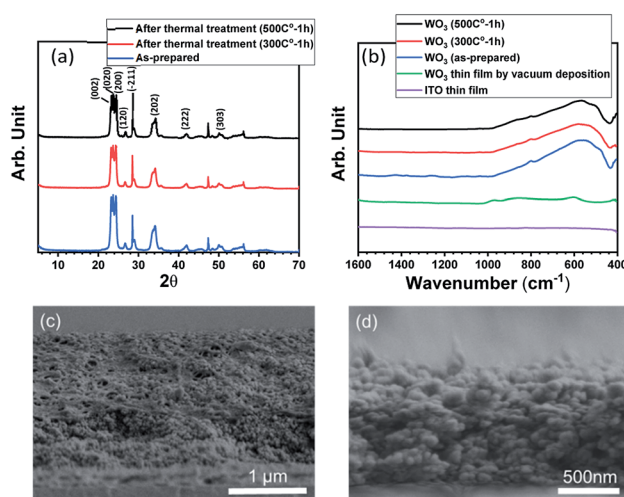 (a)
After thermal treatment (500C°-1h)
After thermal treatment (300C°-1h)
As-prepared
(002)
(020)
(200)
(120)
(-211)
(202)
(222)
(303)
Arb. Unit
10 20 30 40 50 60 70
2θ
(b)
WO₃ (500C°-1h)
WO₃ (300C°-1h)
WO₃ (as-prepared)
WO₃ thin film by vacuum deposition
ITO thin film
Arb. Unit
1600 1400 1200 1000 800 600 400
Wavenumber (cm⁻¹)
(c)
1 μm
(d)
500nm